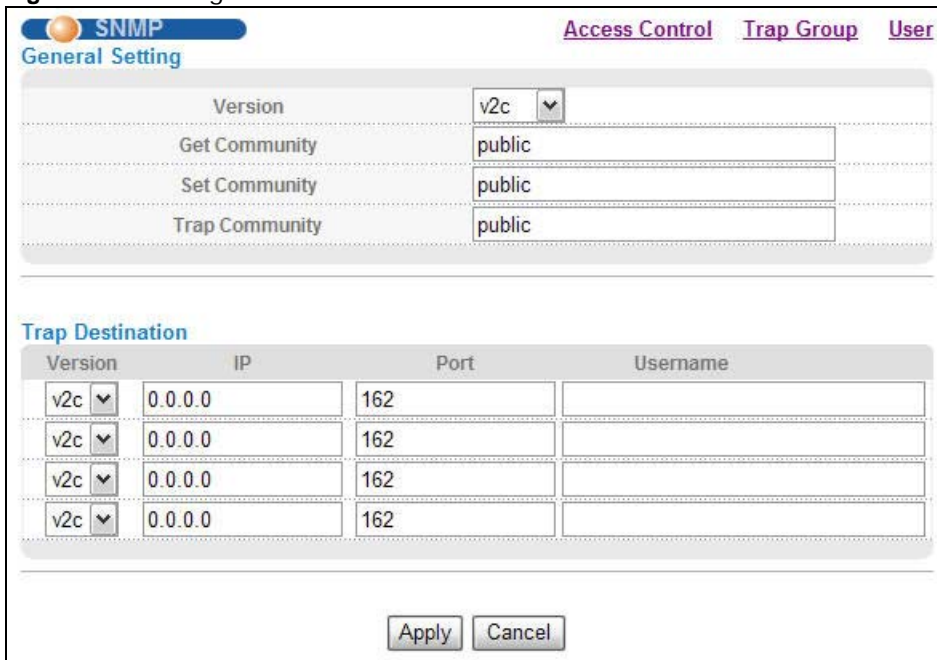 SNMP Access Control Trap Group User
General Setting
Version v2c
Get Community public
Set Community public
Trap Community public
Trap Destination
Version IP Port Username
v2c 0.0.0.0 162
v2c 0.0.0.0 162
v2c 0.0.0.0 162
v2c 0.0.0.0 162
Apply Cancel